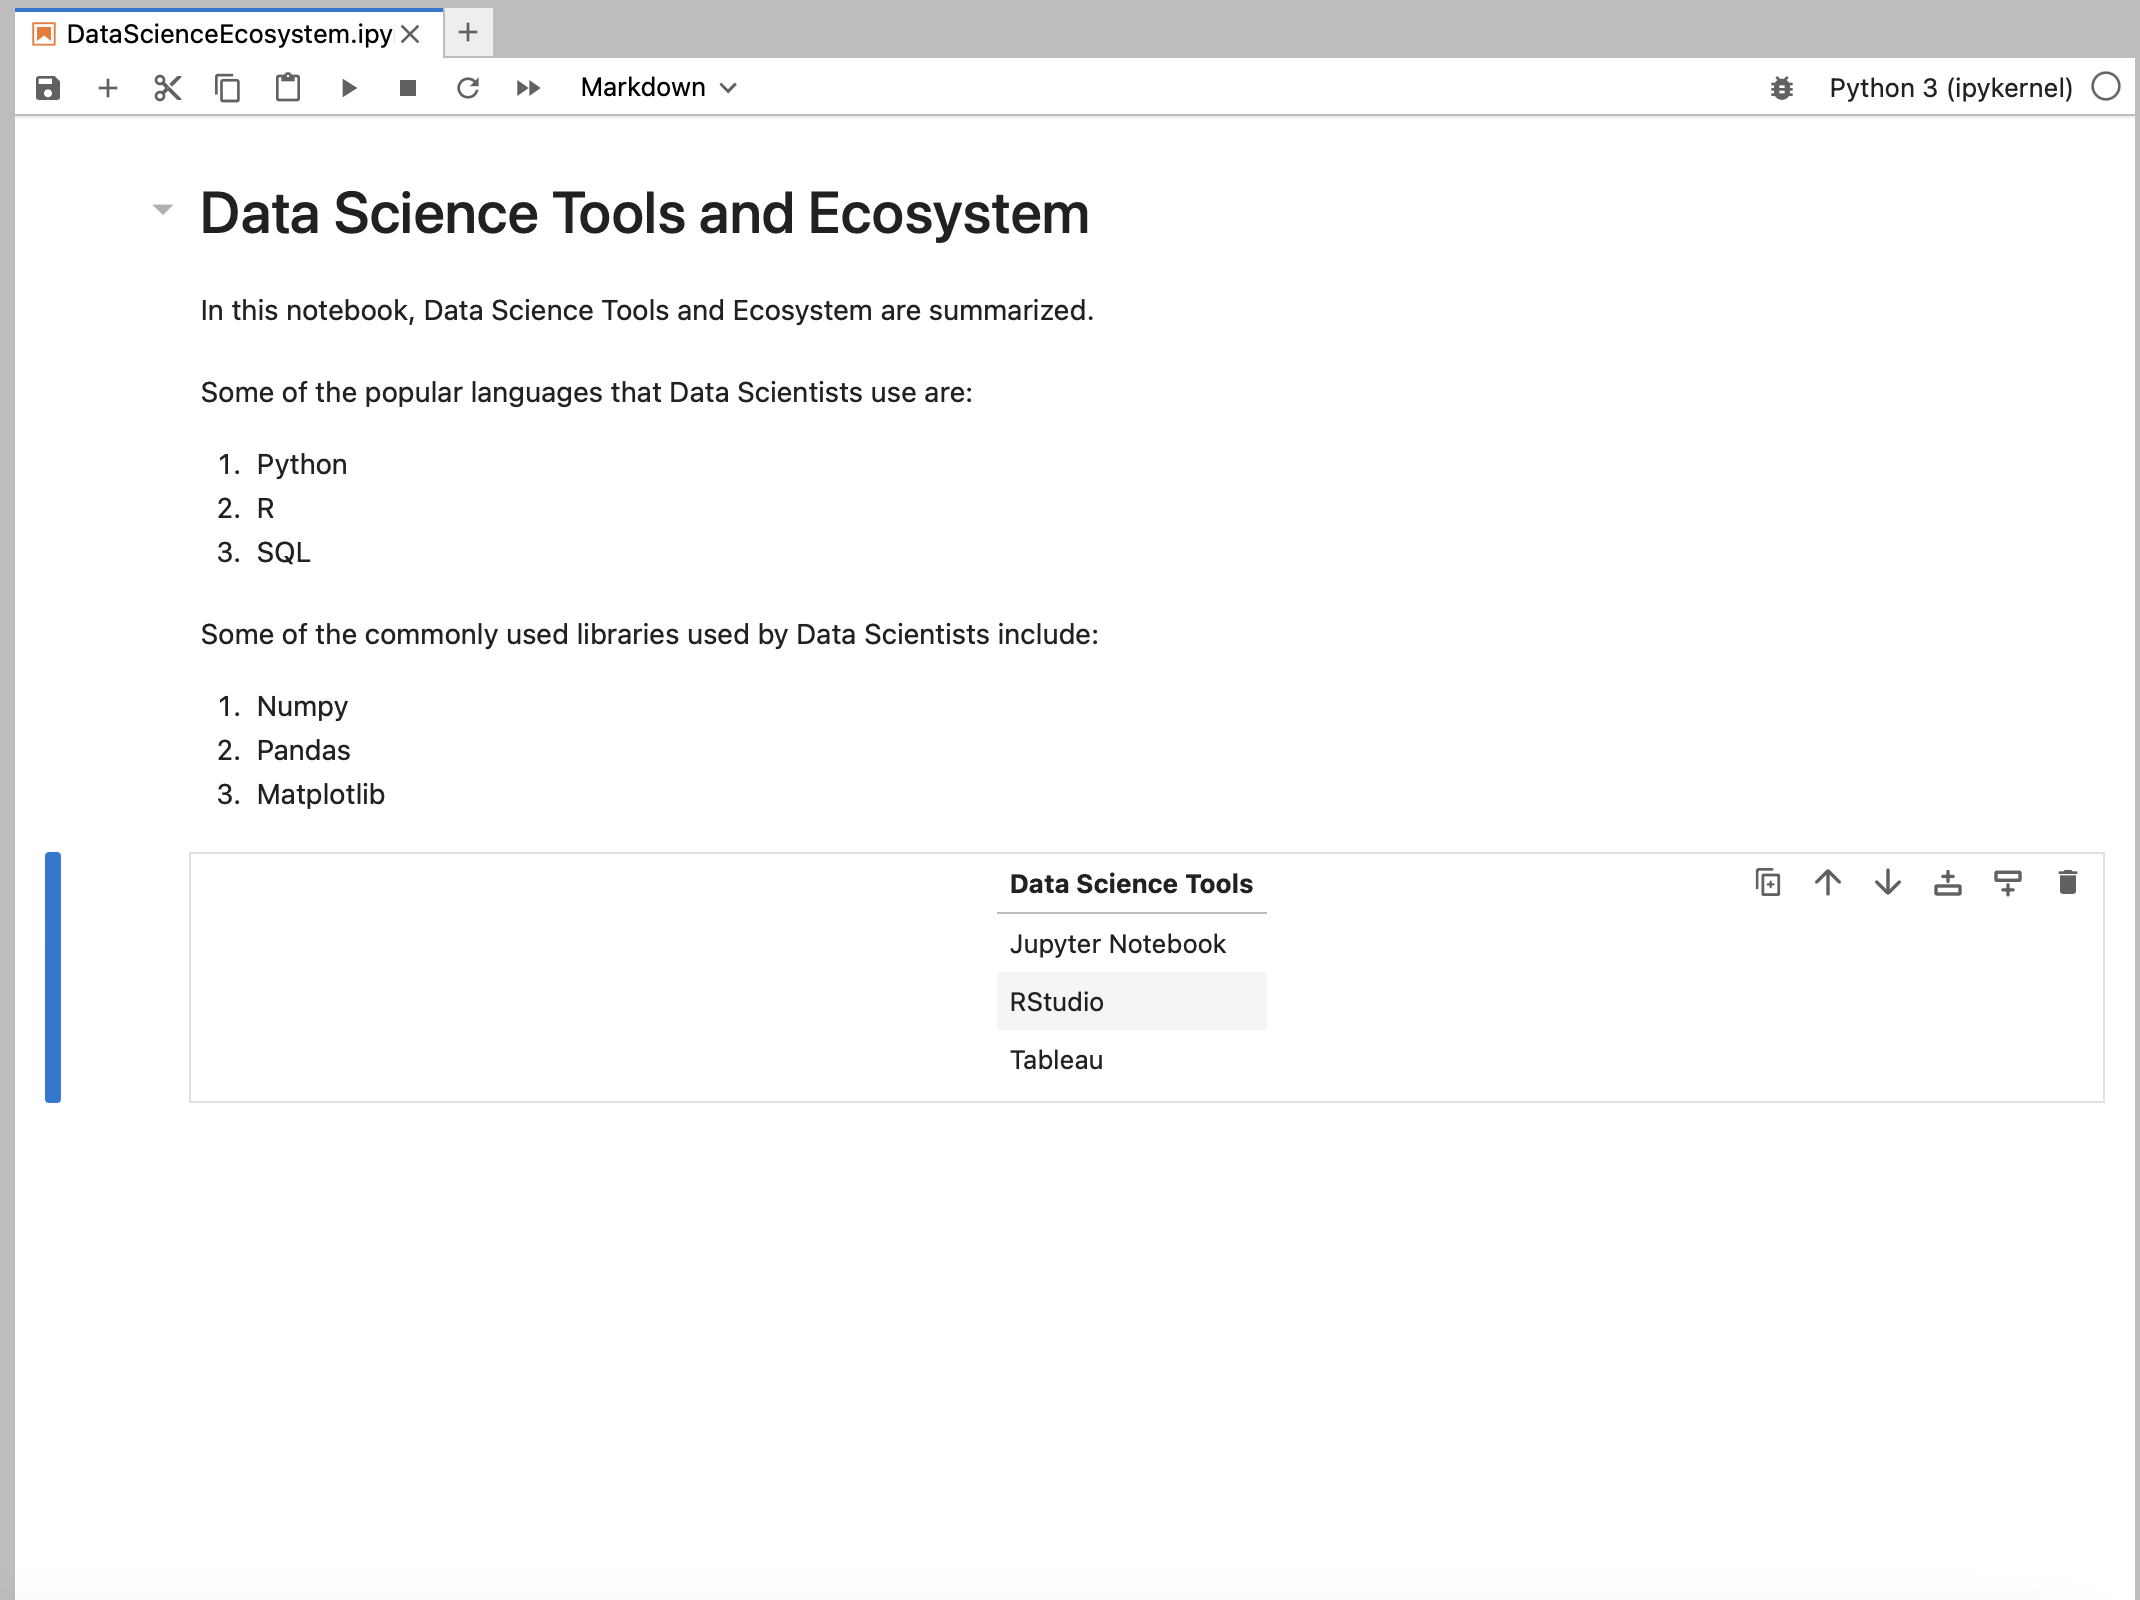 DataScienceEcosystem.ipy
Markdown
Python 3 (ipykernel)
Data Science Tools and Ecosystem
In this notebook, Data Science Tools and Ecosystem are summarized.
Some of the popular languages that Data Scientists use are:
1. Python
2. R
3. SQL
Some of the commonly used libraries used by Data Scientists include:
1. Numpy
2. Pandas
3. Matplotlib
Data Science Tools
Jupyter Notebook
RStudio
Tableau